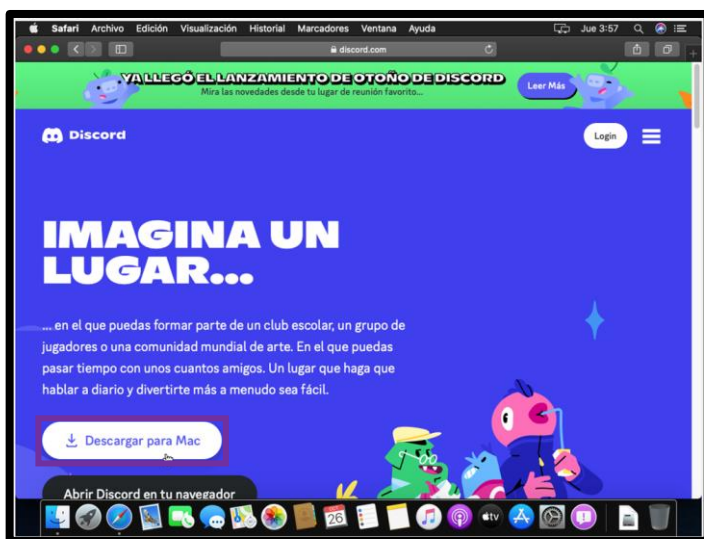 Safari Archivo Edición Visualización Historial Marcadores Ventana Ayuda Jue 3:57
discord.com
YA LLEGÓ EL LANZAMIENTO DE OTOÑO DE DISCORD
Mira las novedades desde tu lugar de reunión favorito...
Leer Más
Discord
Login
IMAGINA UN
LUGAR...
... en el que puedas formar parte de un club escolar, un grupo de
jugadores o una comunidad mundial de arte. En el que puedas
pasar tiempo con unos cuantos amigos. Un lugar que haga que
hablar a diario y divertirte más a menudo sea fácil.
Descargar para Mac
Abrir Discord en tu navegador
26
tv